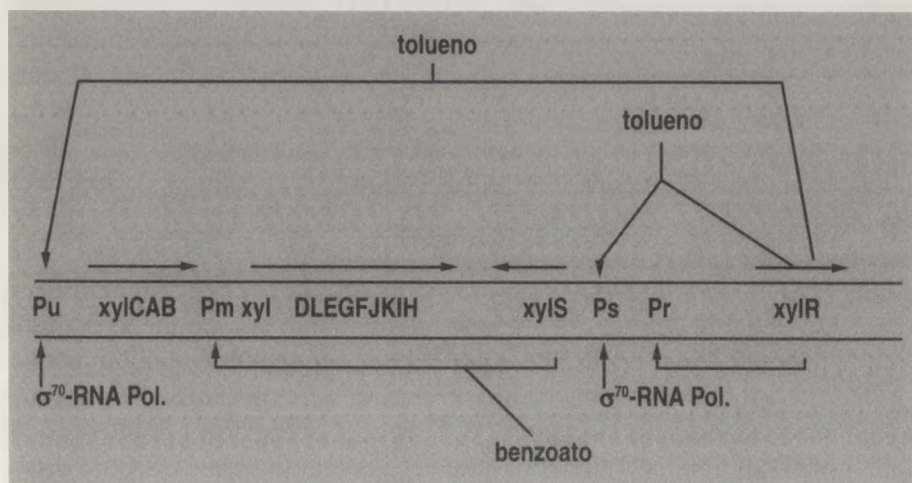 tolueno
tolueno
Pu xylCAB Pm xyl DLEGFJKIH xylS Ps Pr xylR
σ⁷⁰-RNA Pol. σ⁷⁰-RNA Pol.
benzoato